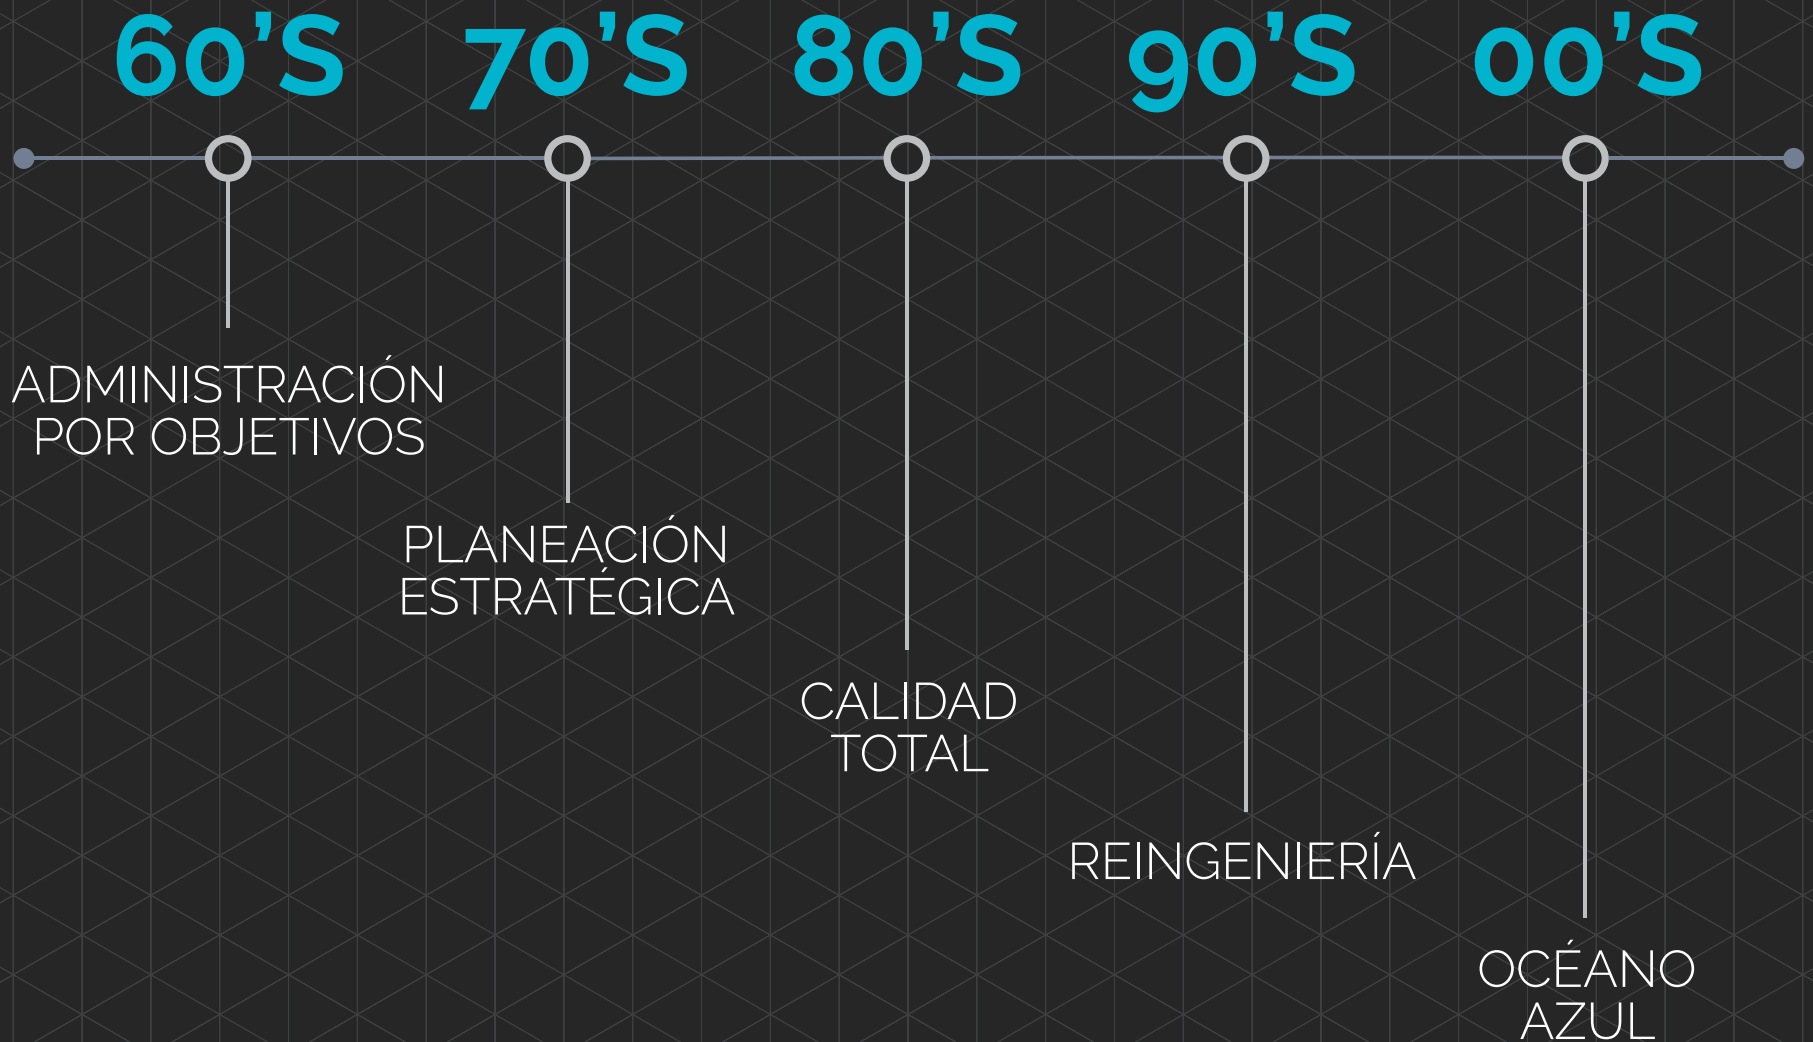 60’S
70’S
80’S
90’S
00’S
ADMINISTRACIÓN
POR OBJETIVOS
PLANEACIÓN
ESTRATÉGICA
CALIDAD
TOTAL
REINGENIERÍA
OCÉANO
AZUL